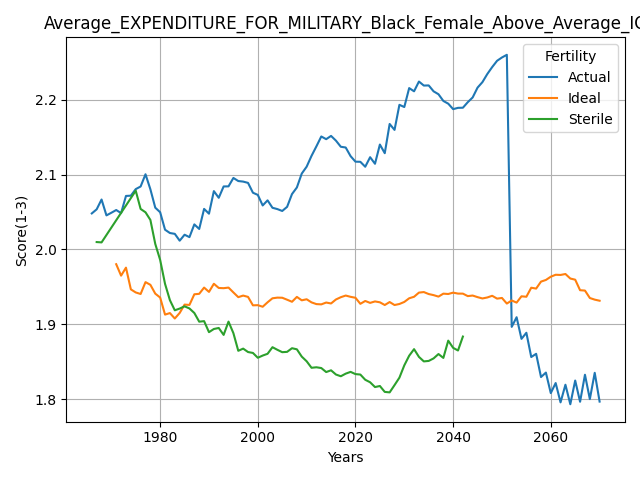 Average_EXPENDITURE_FOR_MILITARY_Black_Female_Above_Average_IQ
Fertility
Actual
Ideal
Sterile
Score(1-3)
2.2
2.1
2.0
1.9
1.8
1980
2000
2020
2040
2060
Years